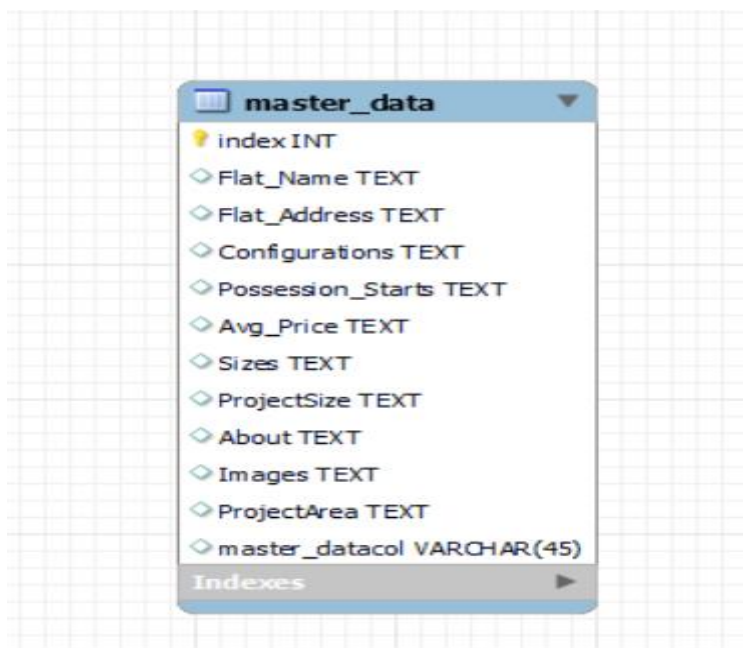 master_data
index INT
Flat_Name TEXT
Flat_Address TEXT
Configurations TEXT
Possession_Starts TEXT
Avg_Price TEXT
Sizes TEXT
ProjectSize TEXT
About TEXT
Images TEXT
ProjectArea TEXT
master_datacol VARCHAR(45)
Indexes